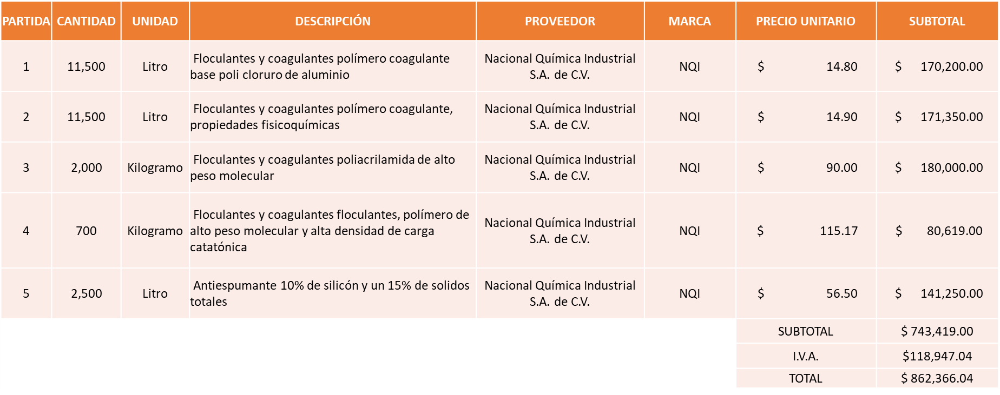 PARTIDA CANTIDAD UNIDAD DESCRIPCIÓN PROVEEDOR MARCA PRECIO UNITARIO SUBTOTAL
1 11,500 Litro Floculantes y coagulantes polímero coagulante
base poli cloruro de aluminio Nacional Química Industrial
S.A. de C.V. NQI $ 14.80 $ 170,200.00
2 11,500 Litro Floculantes y coagulantes polímero coagulante,
propiedades fisicoquímicas Nacional Química Industrial
S.A. de C.V. NQI $ 14.90 $ 171,350.00
3 2,000 Kilogramo Floculantes y coagulantes poliacrilamida de alto
peso molecular Nacional Química Industrial
S.A. de C.V. NQI $ 90.00 $ 180,000.00
4 700 Kilogramo Floculantes y coagulantes floculantes, polímero de
alto peso molecular y alta densidad de carga
catatónica Nacional Química Industrial
S.A. de C.V. NQI $ 115.17 $ 80,619.00
5 2,500 Litro Antiespumante 10% de silicón y un 15% de solidos
totales Nacional Química Industrial
S.A. de C.V. NQI $ 56.50 $ 141,250.00
SUBTOTAL $ 743,419.00
I.V.A. $118,947.04
TOTAL $ 862,366.04